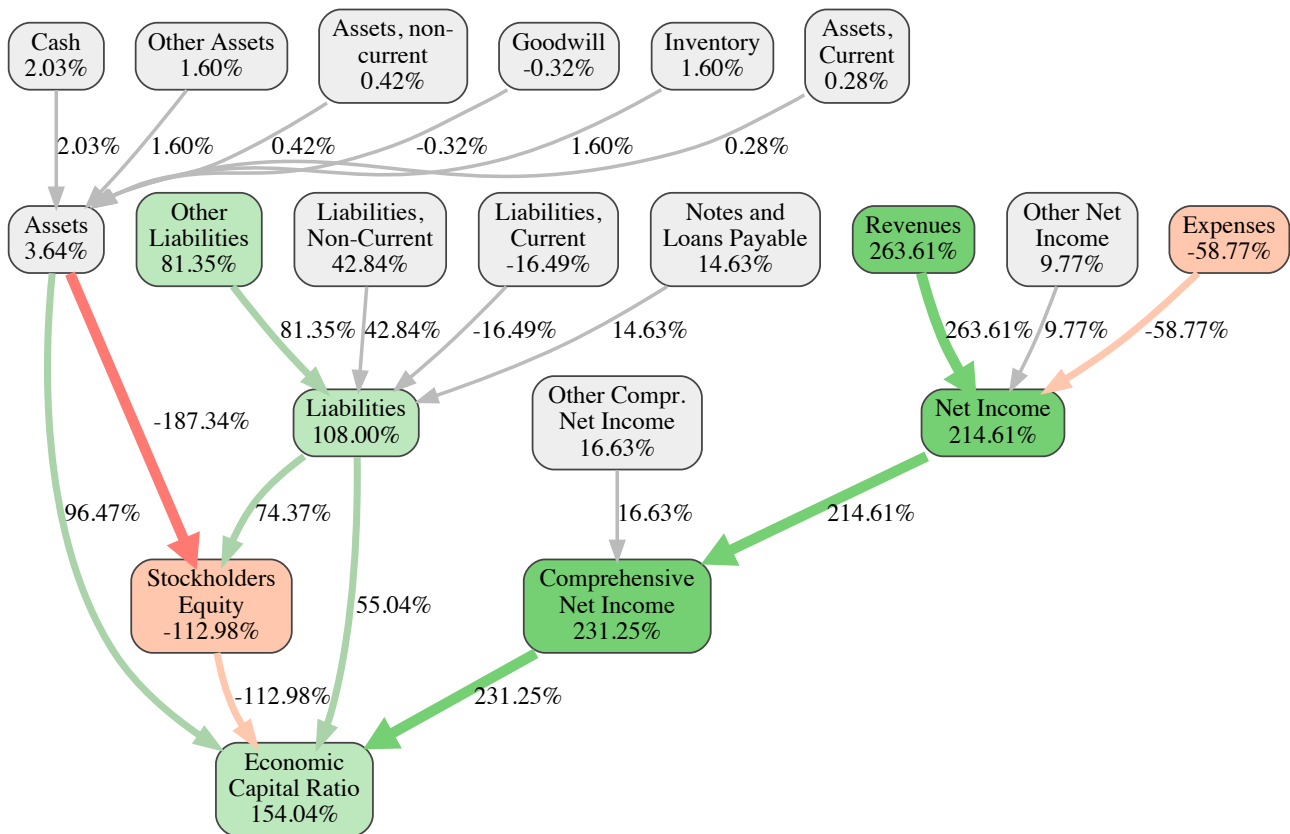 Cash
2.03%
Other Assets
1.60%
Assets, non-
current
0.42%
Goodwill
-0.32%
Inventory
1.60%
Assets,
Current
0.28%
2.03%
1.60%
0.42%
-0.32%
1.60%
0.28%
Assets
3.64%
Other
Liabilities
81.35%
Liabilities,
Non-Current
42.84%
Liabilities,
Current
-16.49%
Notes and
Loans Payable
14.63%
Revenues
263.61%
Other Net
Income
9.77%
Expenses
-58.77%
81.35%
42.84%
-16.49%
14.63%
263.61%
9.77%
-58.77%
-187.34%
Liabilities
108.00%
Other Compr.
Net Income
16.63%
Net Income
214.61%
96.47%
74.37%
16.63%
214.61%
Stockholders
Equity
-112.98%
55.04%
Comprehensive
Net Income
231.25%
-112.98%
231.25%
Economic
Capital Ratio
154.04%